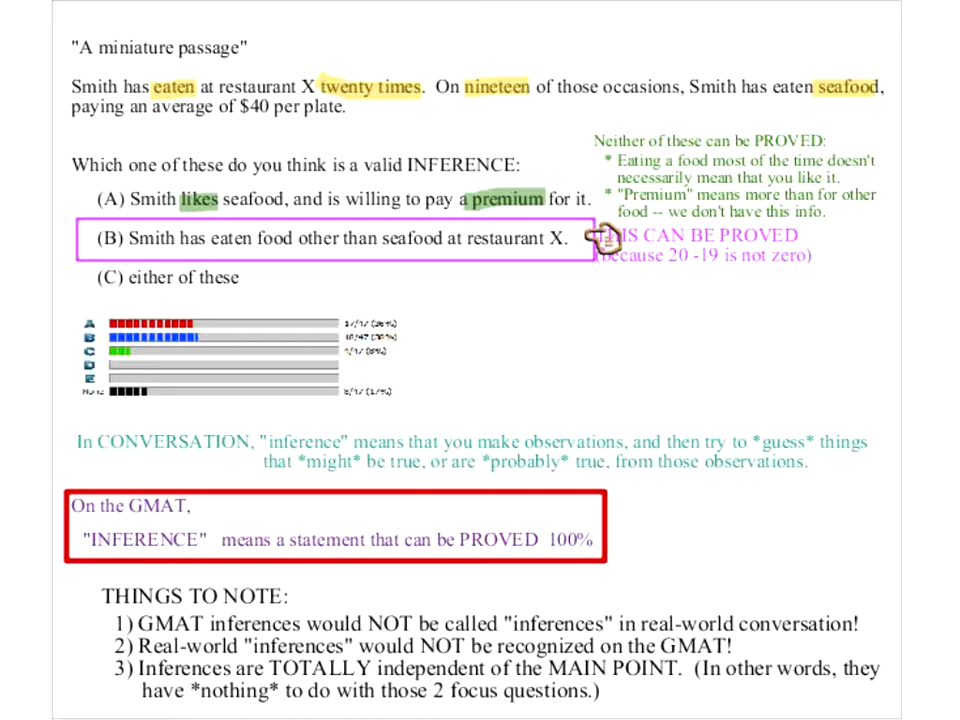 "A miniature passage"
Smith has eaten at restaurant X twenty times. On nineteen of those occasions, Smith has eaten seafood,
paying an average of $40 per plate.
Neither of these can be PROVED:
* Eating a food most of the time doesn't
necessarily mean that you like it.
* "Premium" means more than for other
food -- we don't have this info.
Which one of these do you think is a valid INFERENCE:
(A) Smith likes seafood, and is willing to pay a premium for it.
(B) Smith has eaten food other than seafood at restaurant X.
CAN BE PROVED
(because 20 -19 is not zero)
(C) either of these
A
B
C
D
E
None
In CONVERSATION, "inference" means that you make observations, and then try to *guess* things
that *might* be true, or are *probably* true, from those observations.
On the GMAT,
"INFERENCE" means a statement that can be PROVED 100%
THINGS TO NOTE:
1) GMAT inferences would NOT be called "inferences" in real-world conversation!
2) Real-world "inferences" would NOT be recognized on the GMAT!
3) Inferences are TOTALLY independent of the MAIN POINT. (In other words, they
have *nothing* to do with those 2 focus questions.)